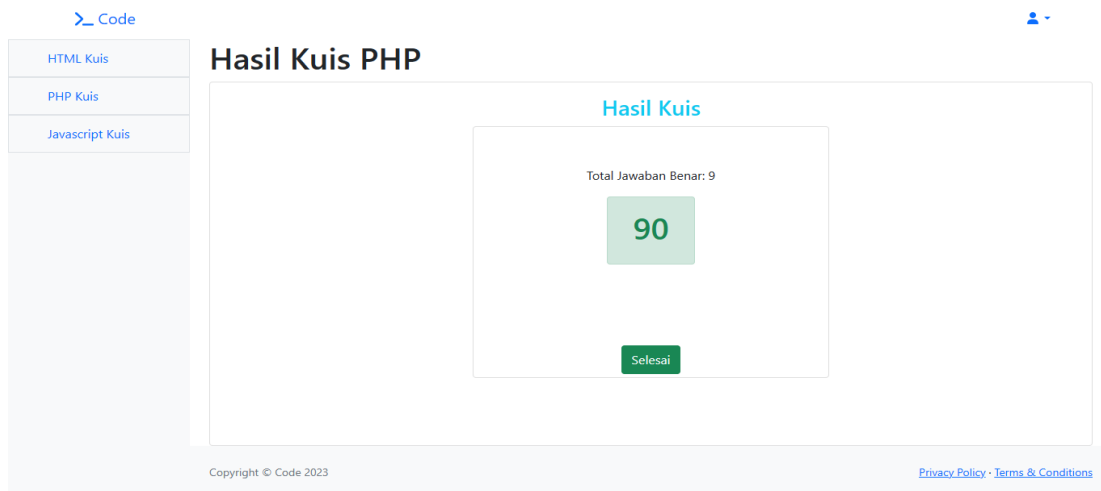 Code
HTML Kuis
PHP Kuis
Javascript Kuis
Hasil Kuis PHP
Hasil Kuis
Total Jawaban Benar: 9
90
Selesai
Copyright © Code 2023
Privacy Policy · Terms & Conditions